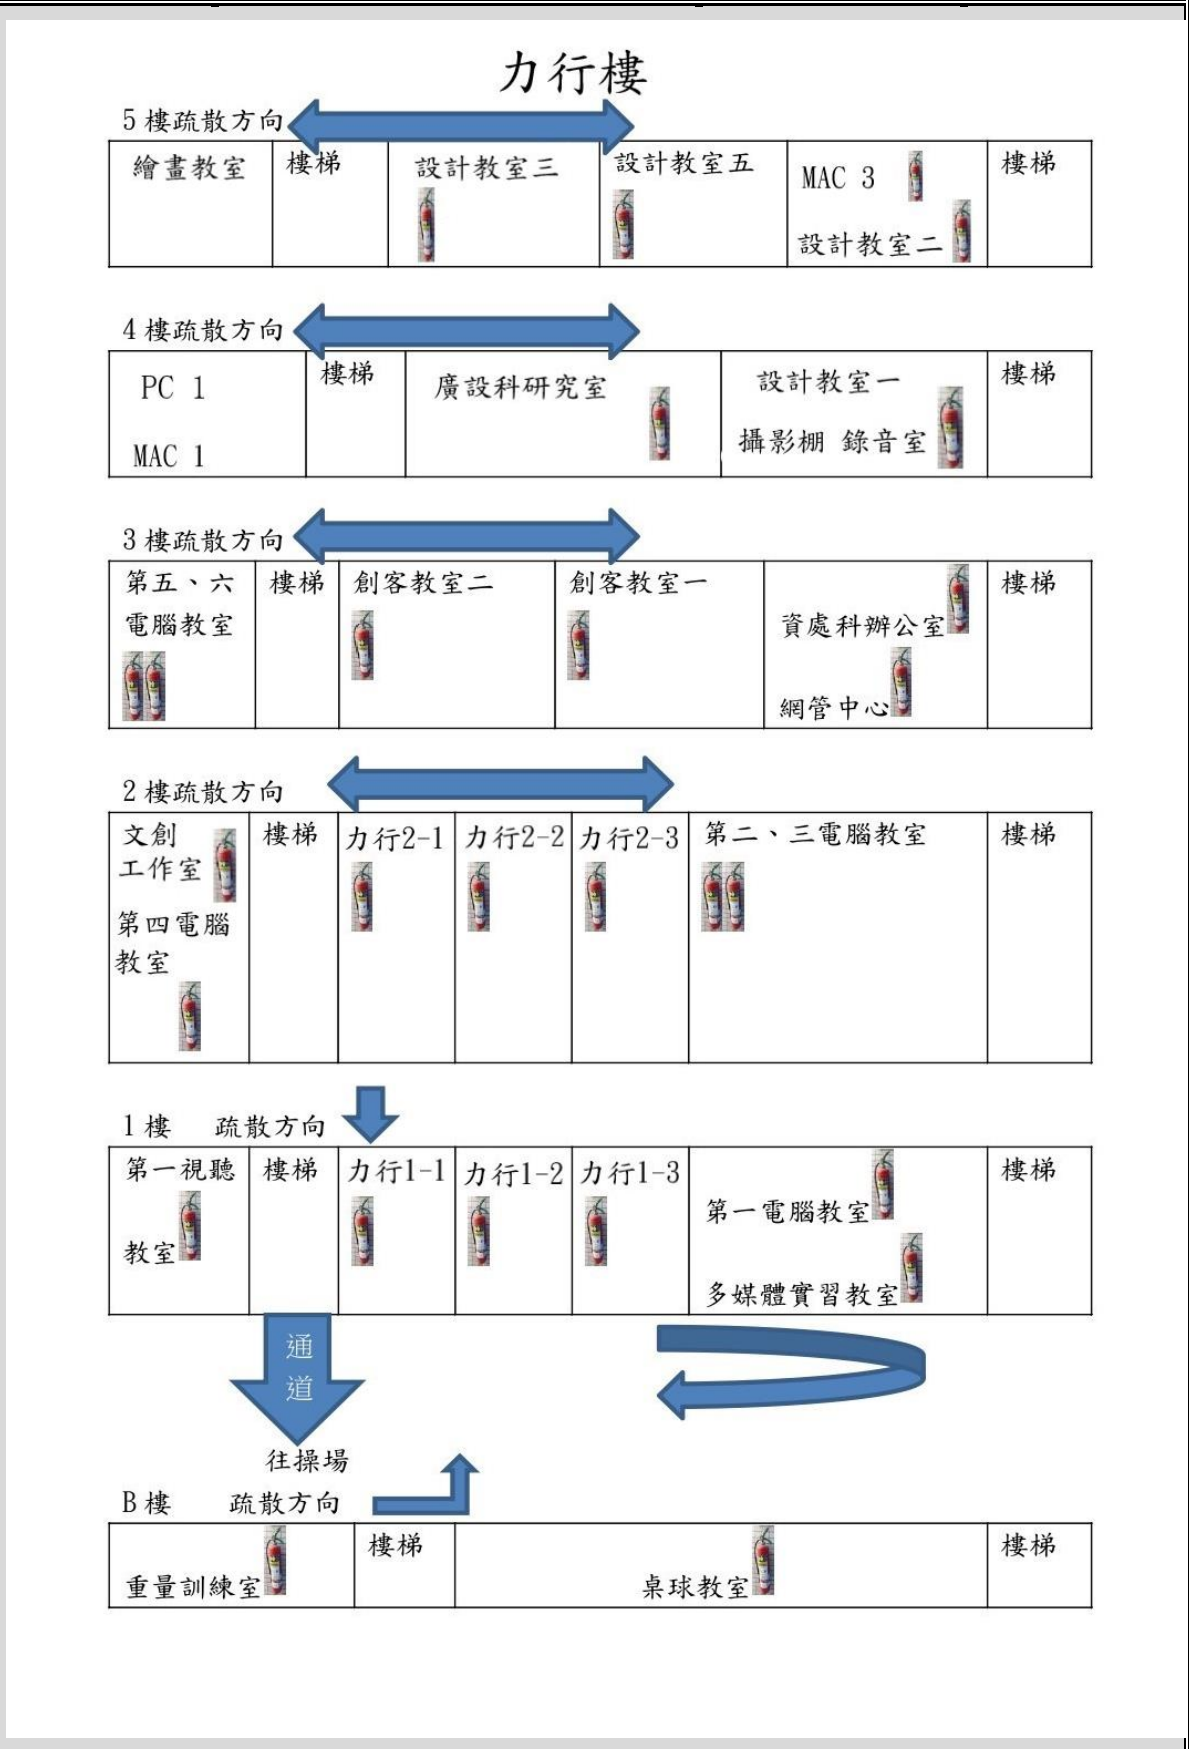 力行樓
5樓疏散方向
繪畫教室 樓梯 設計教室三 設計教室五 MAC 3 樓梯
設計教室二
4樓疏散方向
PC 1 樓梯 廣設科研究室 設計教室一 樓梯
MAC 1 攝影棚 錄音室
3樓疏散方向
第五、六 樓梯 創客教室二 創客教室一 樓梯
電腦教室 資處科辦公室
網管中心
2樓疏散方向
文創 樓梯 力行2-1 力行2-2 力行2-3 第二、三電腦教室 樓梯
工作室
第四電腦
教室
1樓 疏散方向
第一視聽 樓梯 力行1-1 力行1-2 力行1-3 樓梯
第一電腦教室
教室
多媒體實習教室
通
道
往操場
B樓 疏散方向
樓梯 樓梯
重量訓練室 桌球教室